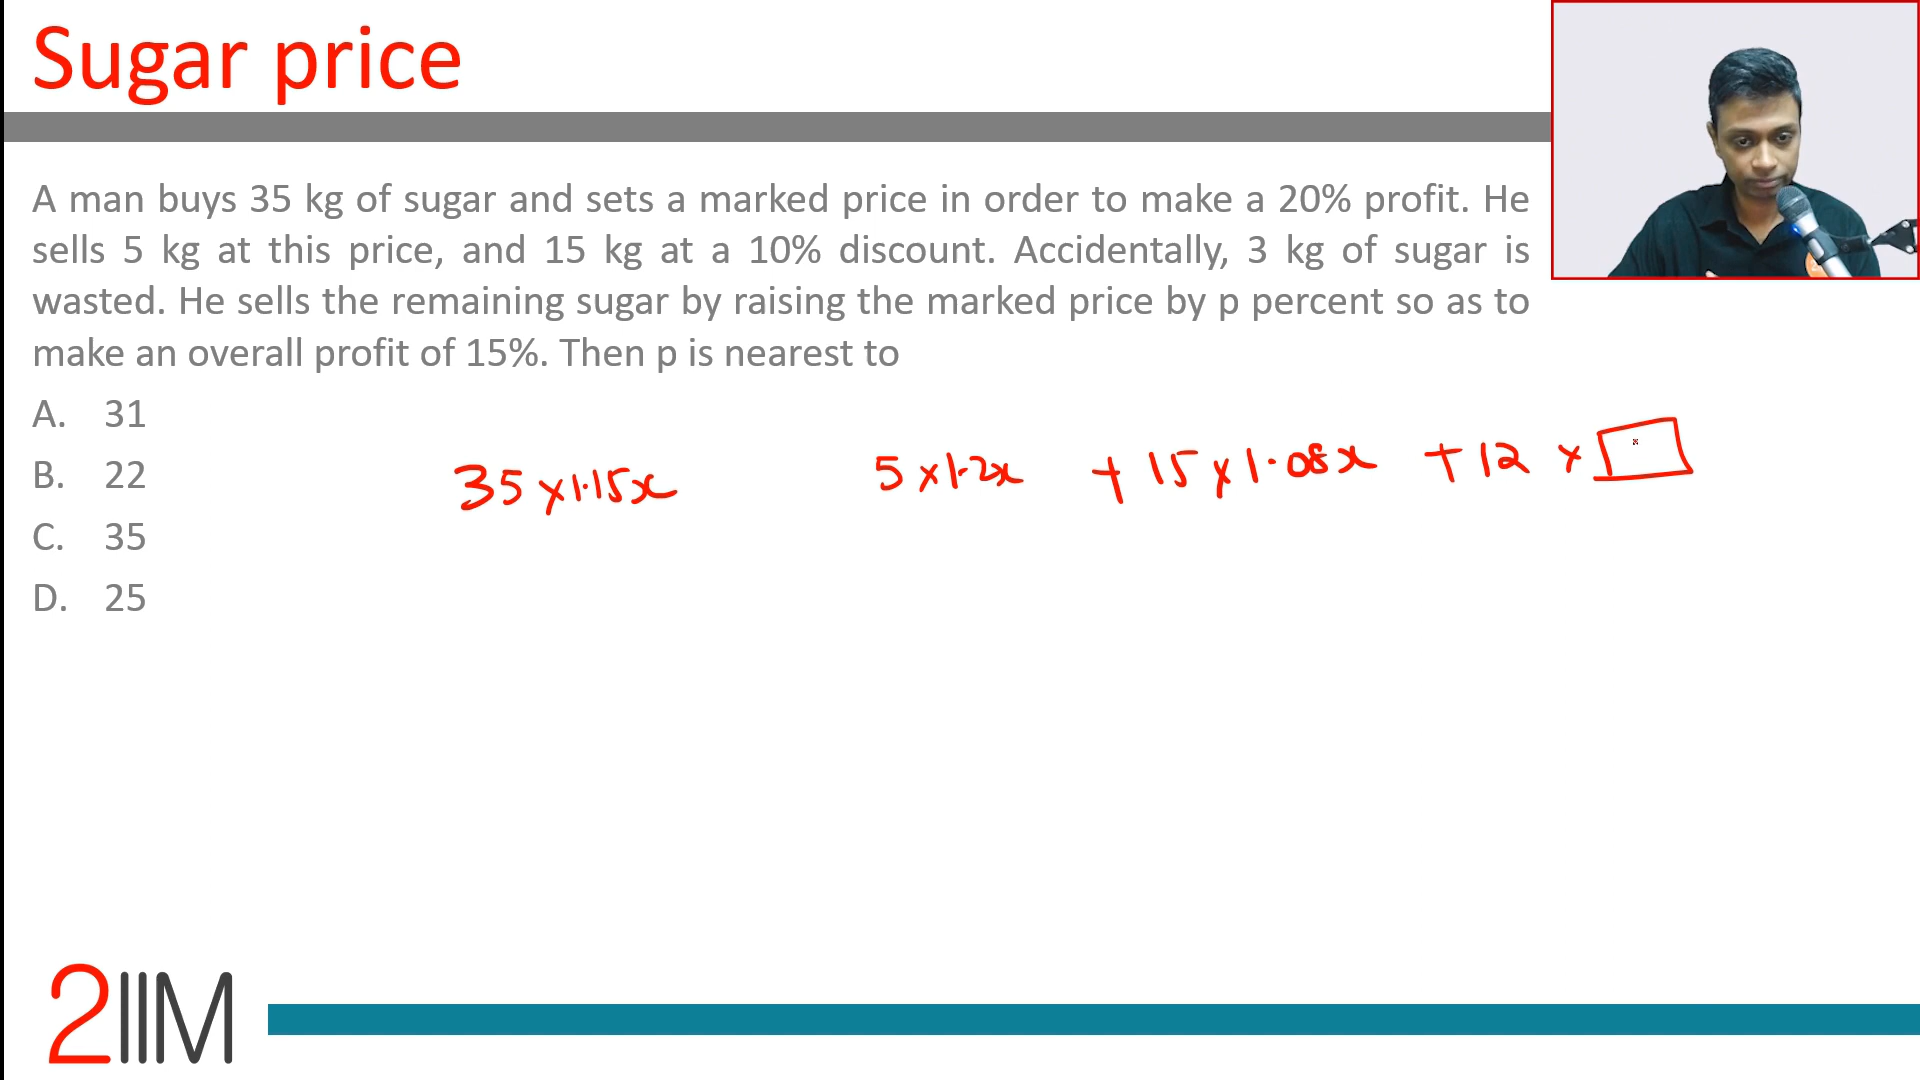 Sugar price
A man buys 35 kg of sugar and sets a marked price in order to make a 20% profit. He
sells 5 kg at this price, and 15 kg at a 10% discount. Accidentally, 3 kg of sugar is
wasted. He sells the remaining sugar by raising the marked price by p percent so as to
make an overall profit of 15%. Then p is nearest to
A. 31
B. 22
C. 35
D. 25
35 x 1.15x 5 x 1.2x + 15 x 1.08x + 12 x
2IIM